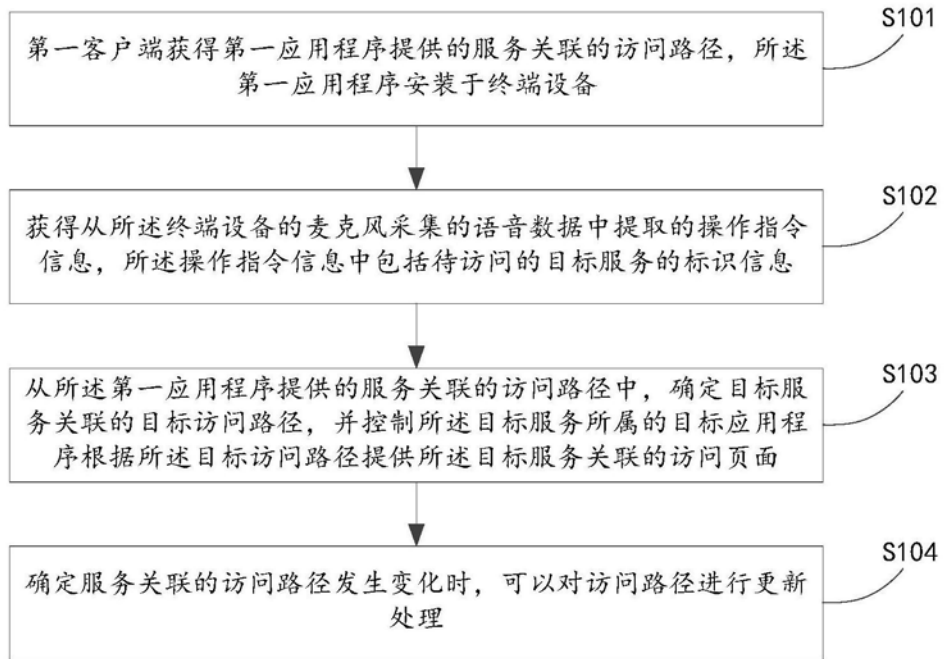 S101
第一客户端获得第一应用程序提供的服务关联的访问路径，所述
第一应用程序安装于终端设备
S102
获得从所述终端设备的麦克风采集的语音数据中提取的操作指令
信息，所述操作指令信息中包括待访问的目标服务的标识信息
S103
从所述第一应用程序提供的服务关联的访问路径中，确定目标服
务关联的目标访问路径，并控制所述目标服务所属的目标应用程
序根据所述目标访问路径提供所述目标服务关联的访问页面
S104
确定服务关联的访问路径发生变化时，可以对访问路径进行更新
处理